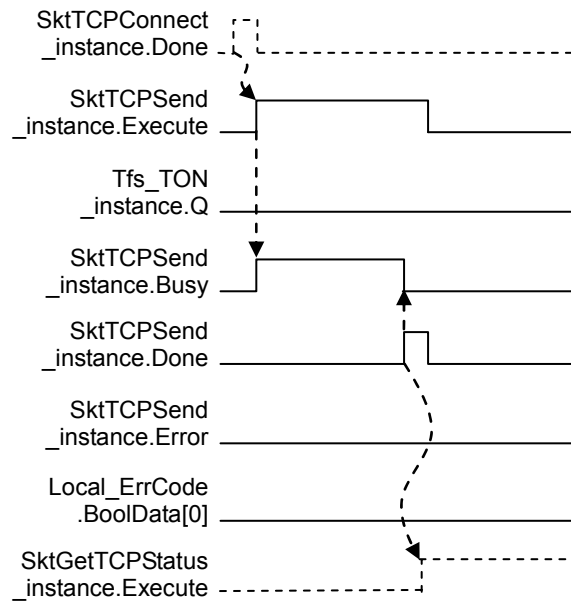 SktTCPConnect
_instance.Done
SktTCPSend
_instance.Execute
Tfs_TON
_instance.Q
SktTCPSend
_instance.Busy
SktTCPSend
_instance.Done
SktTCPSend
_instance.Error
Local_ErrCode
.BoolData[0]
SktGetTCPStatus
_instance.Execute